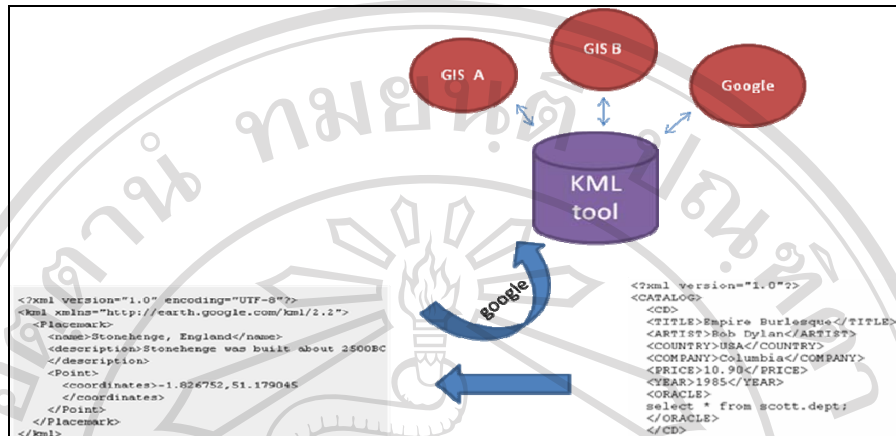 GIS A
GIS B
Google
KML
tool
google
<?xml version="1.0" encoding="UTF-8"?>
<kml xmlns="http://earth.google.com/kml/2.2">
<Placemark>
<name>Stonehenge, England</name>
<description>Stonehenge was built about 2500BC
</description>
<Point>
<coordinates>-1.826752,51.179045
</coordinates>
</Point>
</Placemark>
</kml>
<?xml version="1.0"?>
<CATALOG>
<CD>
<TITLE>Empire Burlesque</TITLE>
<ARTIST>Bob Dylan</ARTIST>
<COUNTRY>USA</COUNTRY>
<COMPANY>Columbia</COMPANY>
<PRICE>10.90</PRICE>
<YEAR>1985</YEAR>
<ORACLE>
select * from scott.dept;
</ORACLE>
</CD>